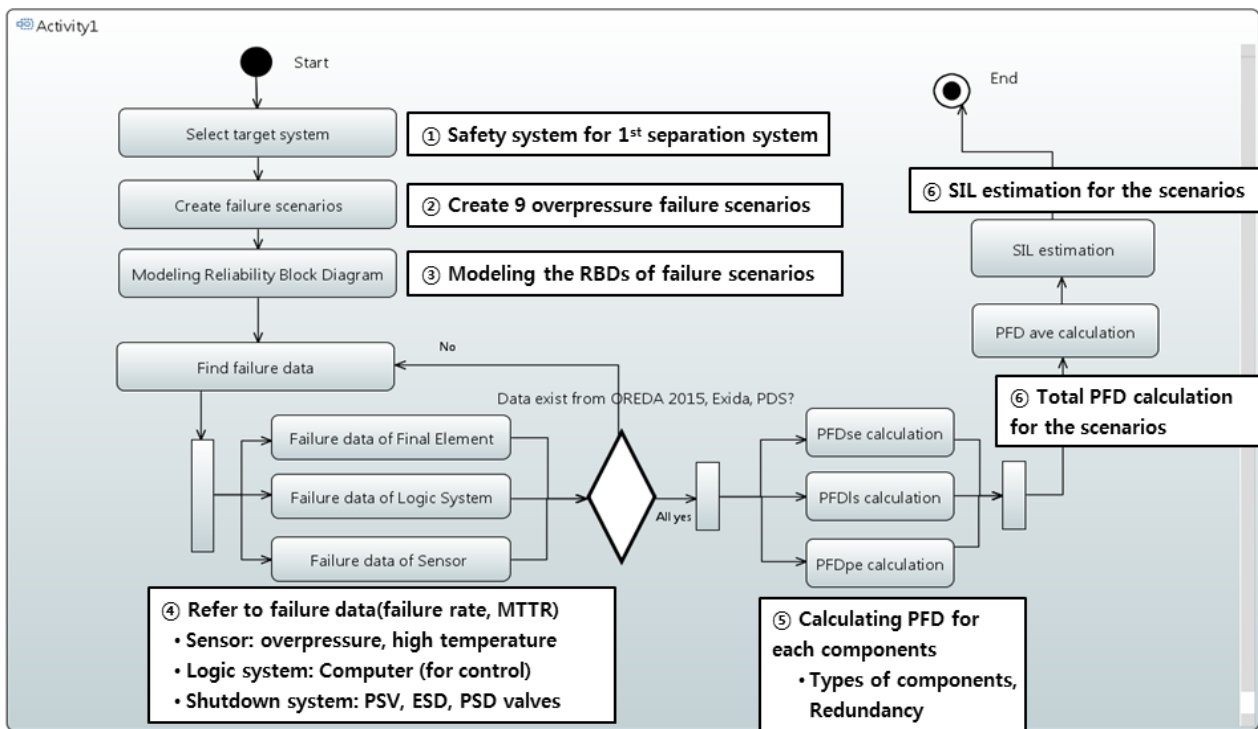 Activity1
Start
Select target system
① Safety system for 1st separation system
Create failure scenarios
② Create 9 overpressure failure scenarios
Modeling Reliability Block Diagram
③ Modeling the RBDs of failure scenarios
Find failure data
No
Data exist from OREDA 2015, Exida, PDS?
Failure data of Final Element
Failure data of Logic System
Failure data of Sensor
All yes
④ Refer to failure data(failure rate, MTTR)
• Sensor: overpressure, high temperature
• Logic system: Computer (for control)
• Shutdown system: PSV, ESD, PSD valves
PFDse calculation
PFDls calculation
PFDpe calculation
⑤ Calculating PFD for
each components
• Types of components,
Redundancy
⑥ Total PFD calculation
for the scenarios
PFD ave calculation
SIL estimation
⑥ SIL estimation for the scenarios
End